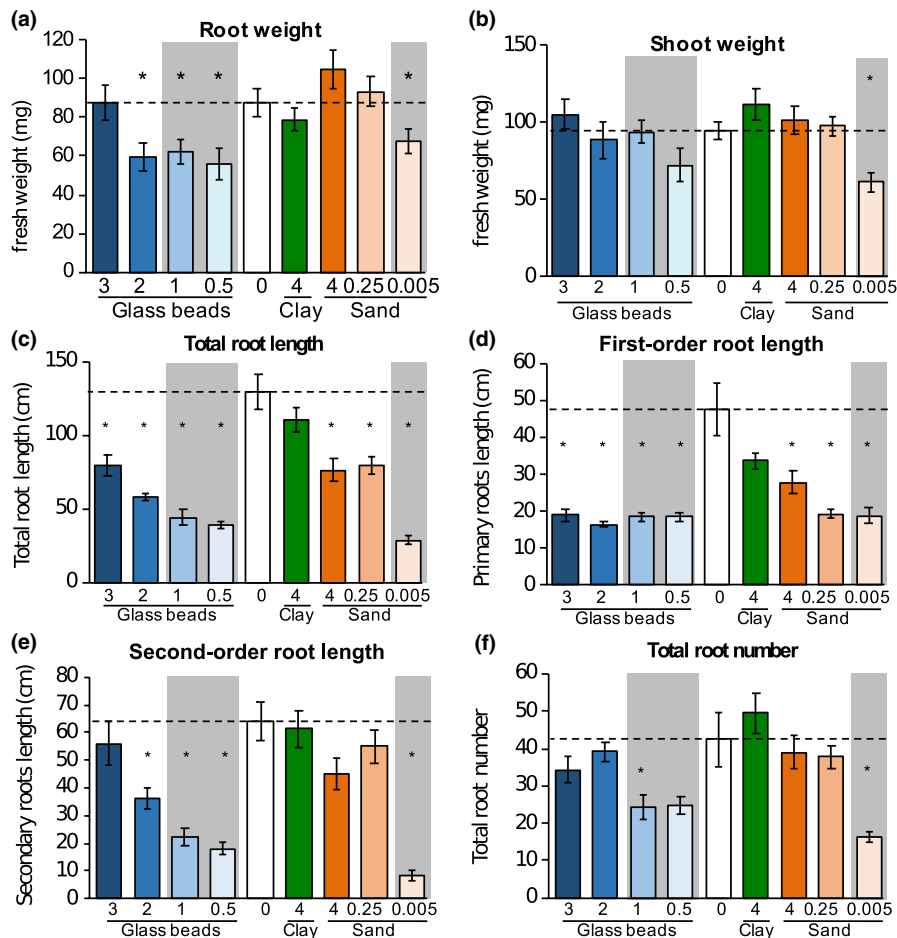 (a)
Root weight
fresh weight (mg)
120
100
80
60
40
20
0
* * * *
3 2 1 0.5 0 4 4 0.25 0.005
Glass beads Clay Sand
(b)
Shoot weight
fresh weight (mg)
150
100
50
0
*
3 2 1 0.5 0 4 4 0.25 0.005
Glass beads Clay Sand
(c)
Total root length
Total root length (cm)
150
100
50
0
* * * * * * *
3 2 1 0.5 0 4 4 0.25 0.005
Glass beads Clay Sand
(d)
First-order root length
Primary roots length (cm)
60
50
40
30
20
10
0
* * * * * * *
3 2 1 0.5 0 4 4 0.25 0.005
Glass beads Clay Sand
(e)
Second-order root length
Secondary roots length (cm)
80
70
60
50
40
30
20
10
0
* * * *
3 2 1 0.5 0 4 4 0.25 0.005
Glass beads Clay Sand
(f)
Total root number
Total root number
60
50
40
30
20
10
0
* *
3 2 1 0.5 0 4 4 0.25 0.005
Glass beads Clay Sand